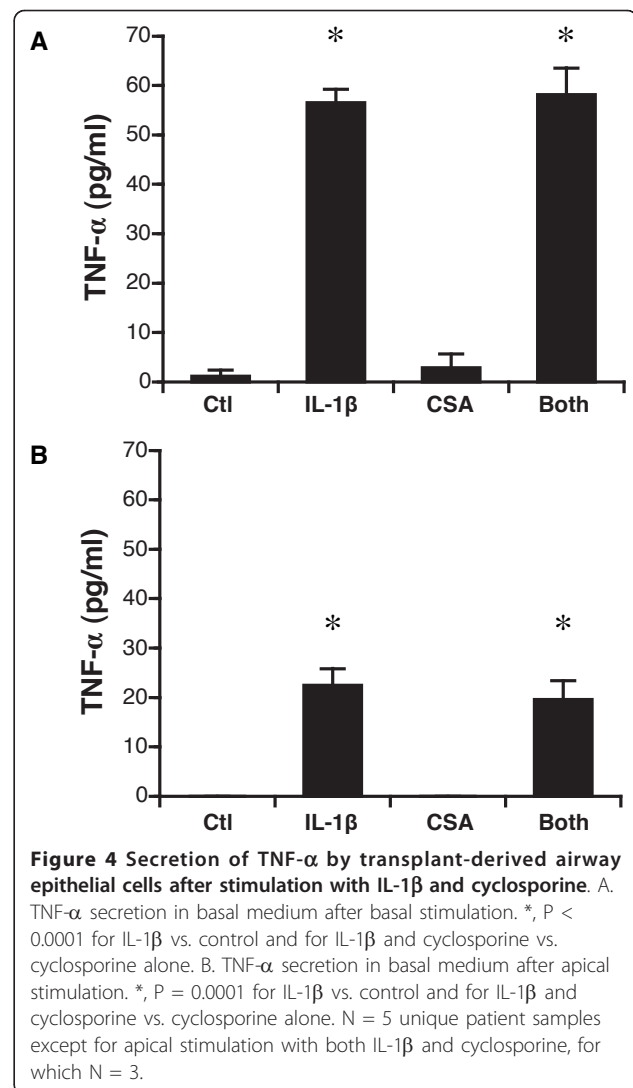 A
*
*
TNF-α (pg/ml)
70
60
50
40
30
20
10
0
Ctl
IL-1β
CSA
Both
B
TNF-α (pg/ml)
70
60
50
40
30
20
10
0
*
*
Ctl
IL-1β
CSA
Both
Figure 4 Secretion of TNF-α by transplant-derived airway
epithelial cells after stimulation with IL-1β and cyclosporine. A.
TNF-α secretion in basal medium after basal stimulation. *, P <
0.0001 for IL-1β vs. control and for IL-1β and cyclosporine vs.
cyclosporine alone. B. TNF-α secretion in basal medium after apical
stimulation. *, P = 0.0001 for IL-1β vs. control and for IL-1β and
cyclosporine vs. cyclosporine alone. N = 5 unique patient samples
except for apical stimulation with both IL-1β and cyclosporine, for
which N = 3.